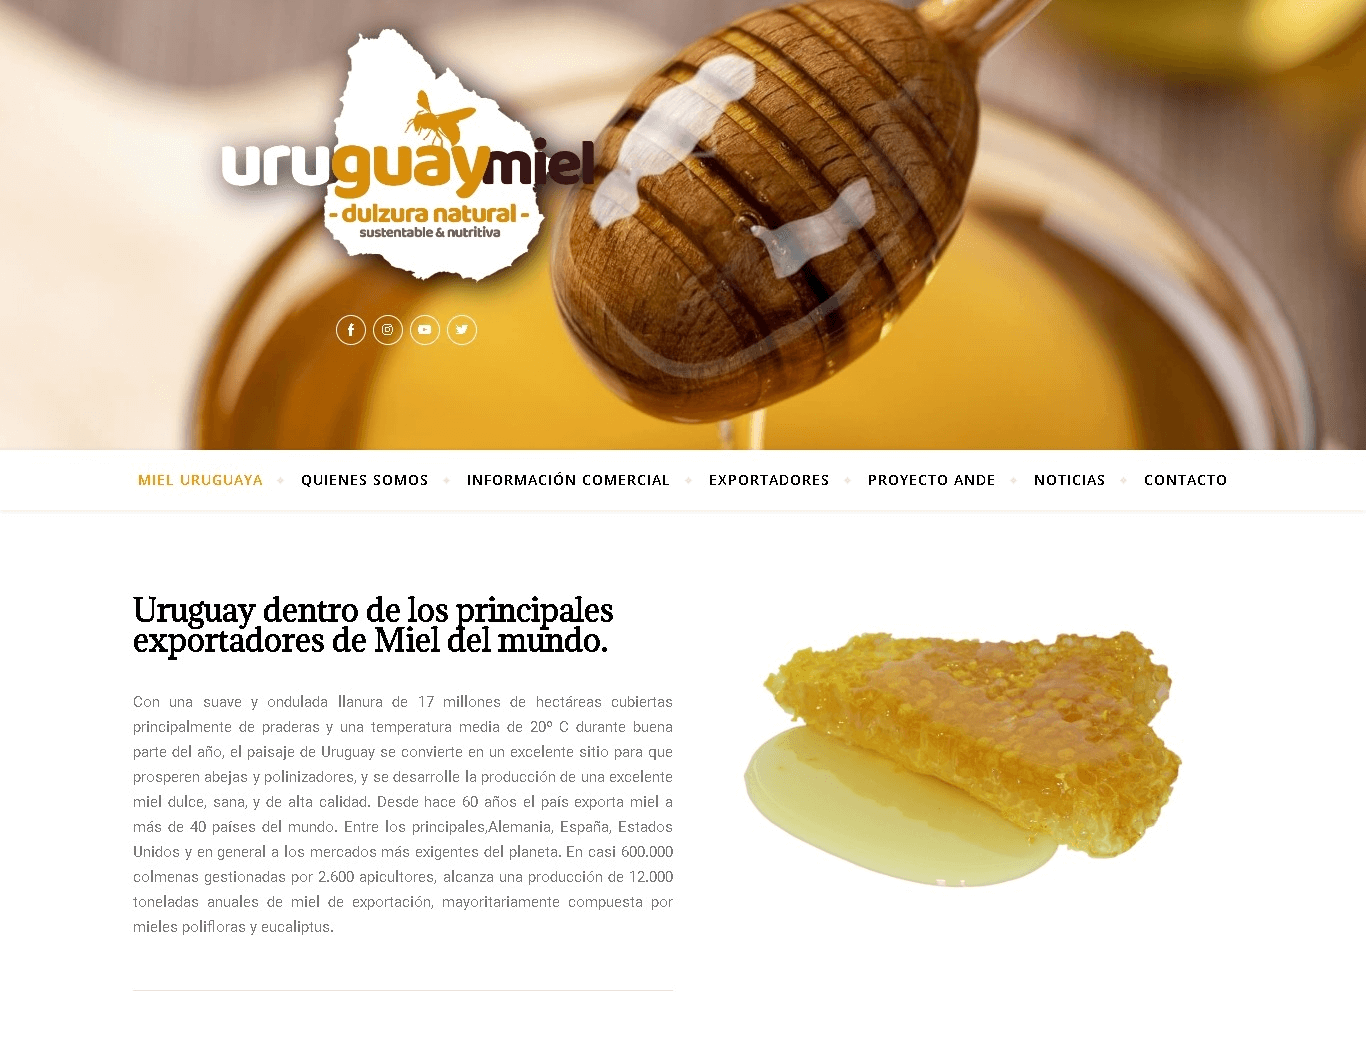 uruguaymiel
- dulzura natural -
sustentable & nutritiva
MIEL URUGUAYA
QUIENES SOMOS
INFORMACIÓN COMERCIAL
EXPORTADORES
PROYECTO ANDE
NOTICIAS
CONTACTO
Uruguay dentro de los principales
exportadores de Miel del mundo.
Con una suave y ondulada llanura de 17 millones de hectáreas cubiertas
principalmente de praderas y una temperatura media de 20º C durante buena
parte del año, el paisaje de Uruguay se convierte en un excelente sitio para que
prosperen abejas y polinizadores, y se desarrolle la producción de una excelente
miel dulce, sana, y de alta calidad. Desde hace 60 años el país exporta miel a
más de 40 países del mundo. Entre los principales,Alemania, España, Estados
Unidos y en general a los mercados más exigentes del planeta. En casi 600.000
colmenas gestionadas por 2.600 apicultores, alcanza una producción de 12.000
toneladas anuales de miel de exportación, mayoritariamente compuesta por
mieles polifloras y eucaliptus.